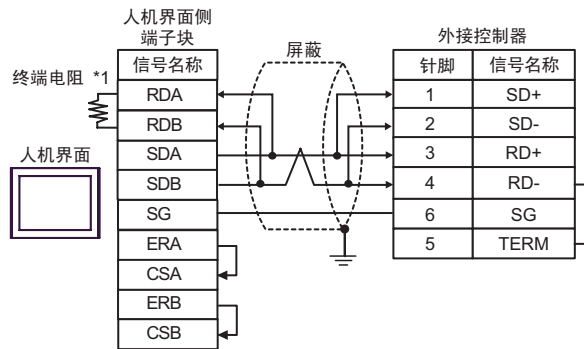 人机界面侧
端子块
信号名称
RDA
RDB
SDA
SDB
SG
ERA
CSA
ERB
CSB
终端电阻 *1
人机界面
屏蔽
外接控制器
针脚 信号名称
1 SD+
2 SD-
3 RD+
4 RD-
6 SG
5 TERM